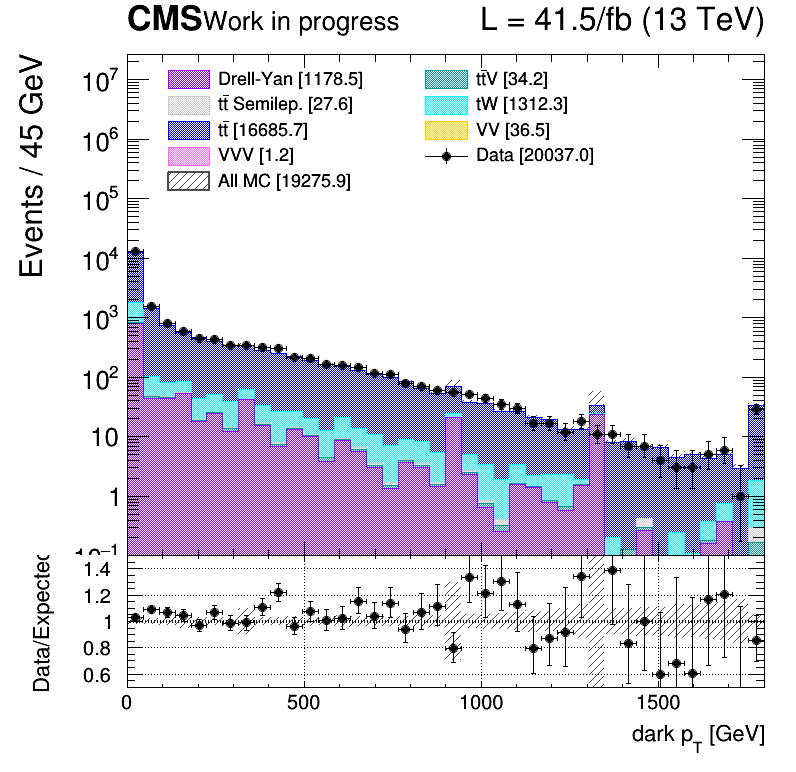 CMS Work in progress L = 41.5/fb (13 TeV)
Events / 45 GeV
10⁷
10⁶
10⁵
10⁴
10³
10²
10
1
10⁻¹
Drell-Yan [1178.5]
tt̄ Semilep. [27.6]
tt̄ [16685.7]
VVV [1.2]
All MC [19275.9]
tt̄V [34.2]
tW [1312.3]
VV [36.5]
Data [20037.0]
Data/Expected
1.4
1.2
1
0.8
0.6
0 500 1000 1500
dark p_T [GeV]